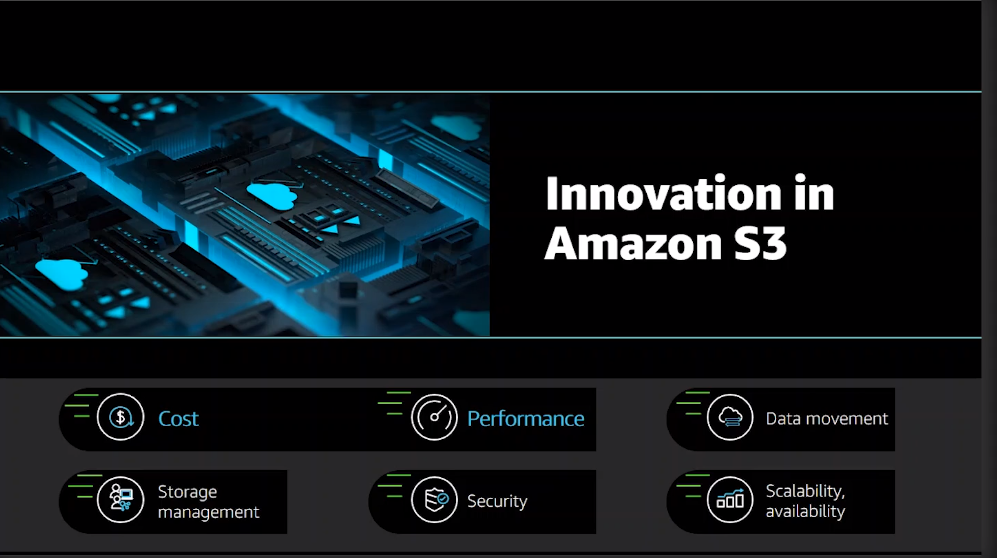 Innovation in
Amazon S3
Cost
Performance
Data movement
Storage
management
Security
Scalability,
availability